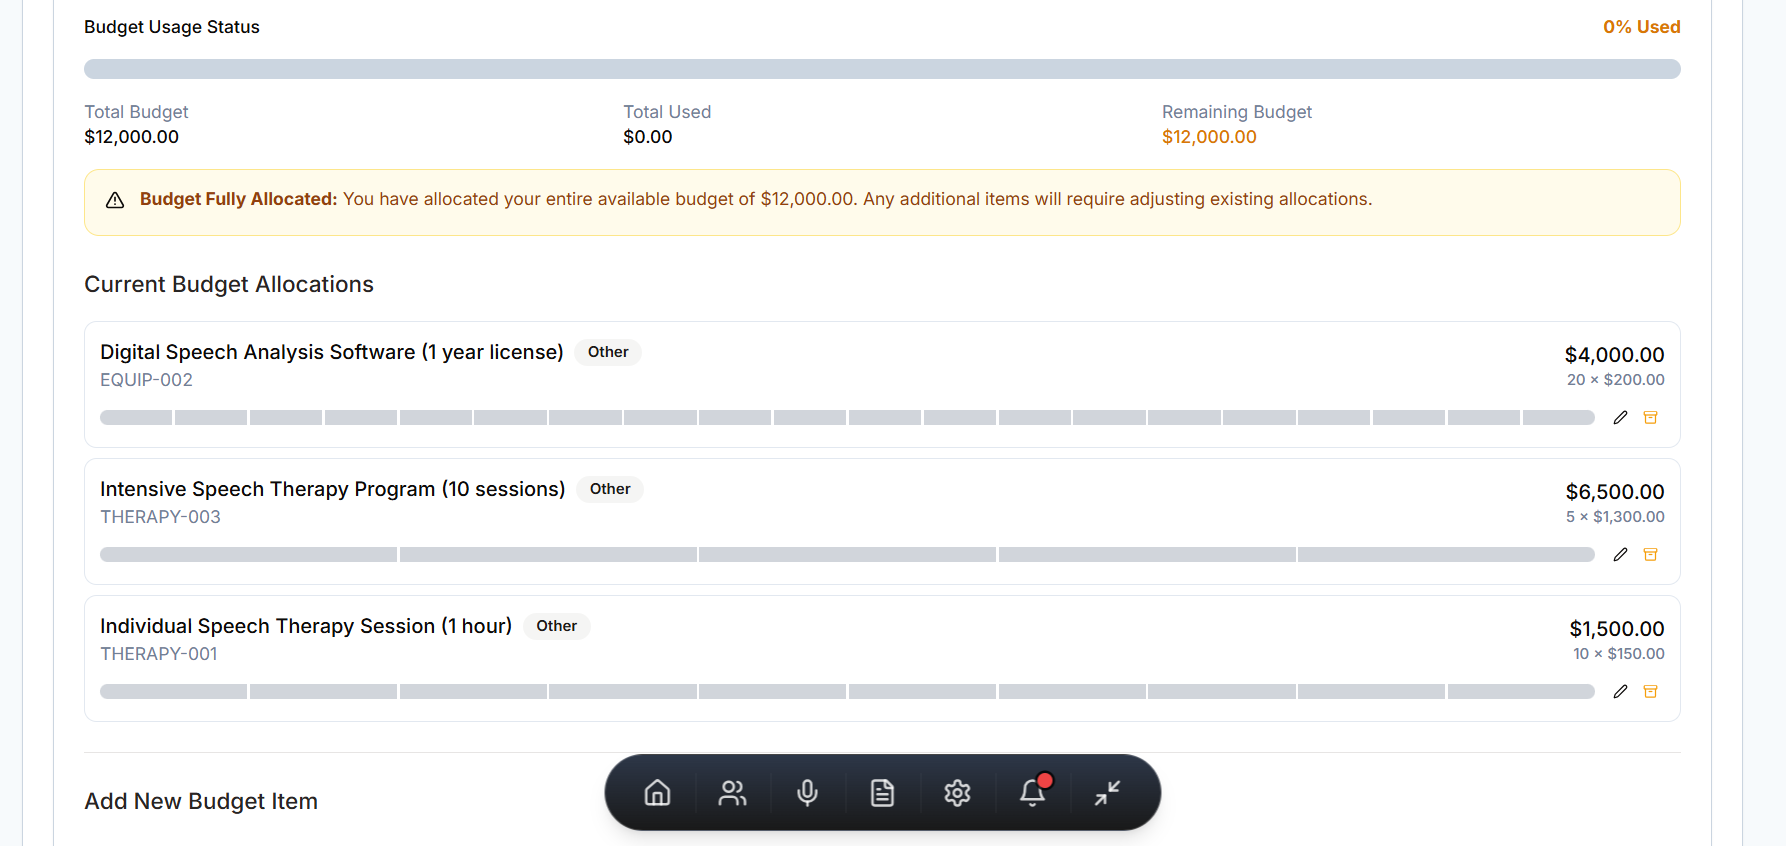 Budget Usage Status
0% Used
Total Budget
Total Used
Remaining Budget
$12,000.00
$0.00
$12,000.00
Budget Fully Allocated: You have allocated your entire available budget of $12,000.00. Any additional items will require adjusting existing allocations.
Current Budget Allocations
Digital Speech Analysis Software (1 year license)
Other
$4,000.00
EQUIP-002
20 × $200.00
Intensive Speech Therapy Program (10 sessions)
Other
$6,500.00
THERAPY-003
5 × $1,300.00
Individual Speech Therapy Session (1 hour)
Other
$1,500.00
THERAPY-001
10 × $150.00
Add New Budget Item